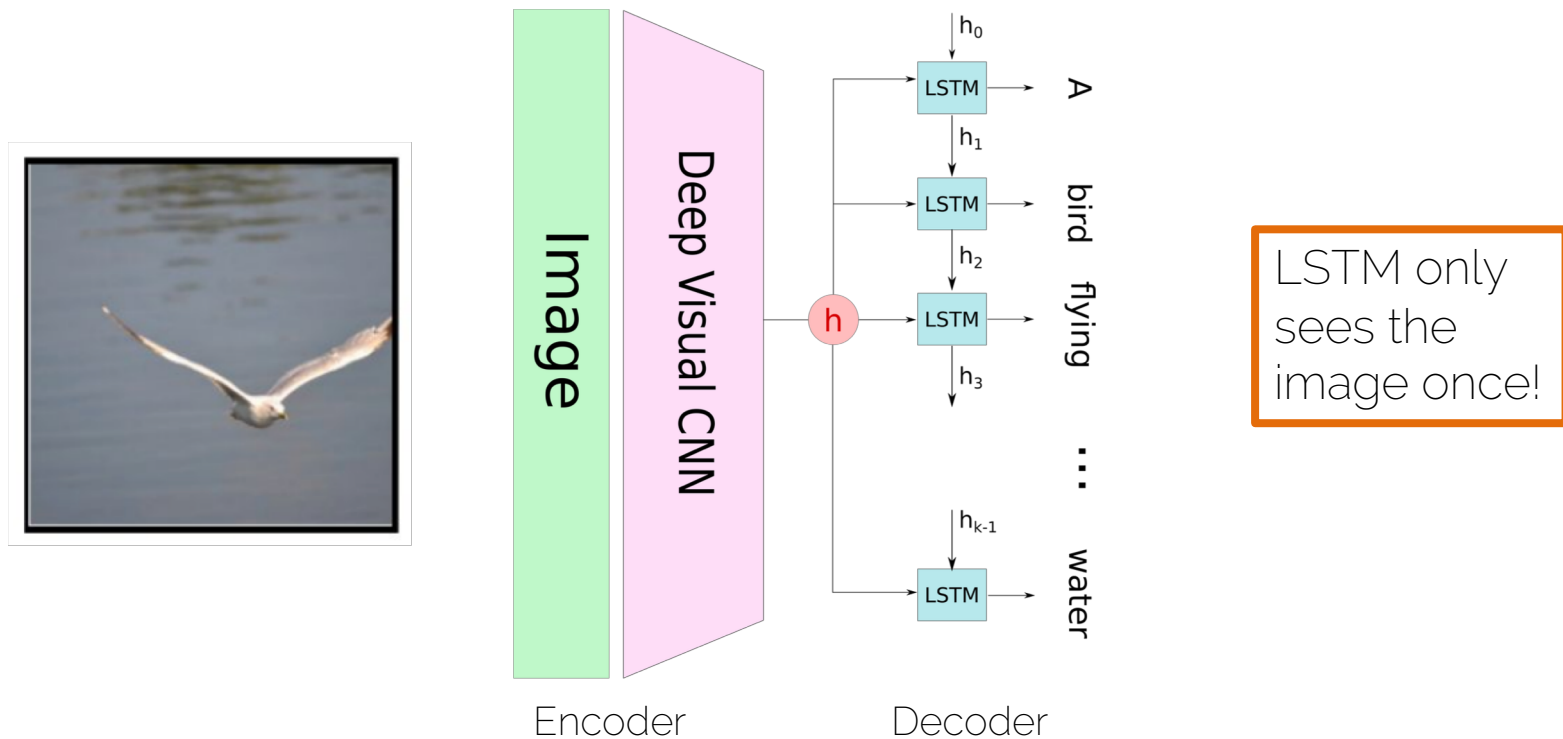 Image
Deep Visual CNN
h
h₀
LSTM
A
h₁
LSTM
bird
h₂
LSTM
flying
h₃
...
hₖ₋₁
LSTM
water
Encoder
Decoder
LSTM only
sees the
image once!